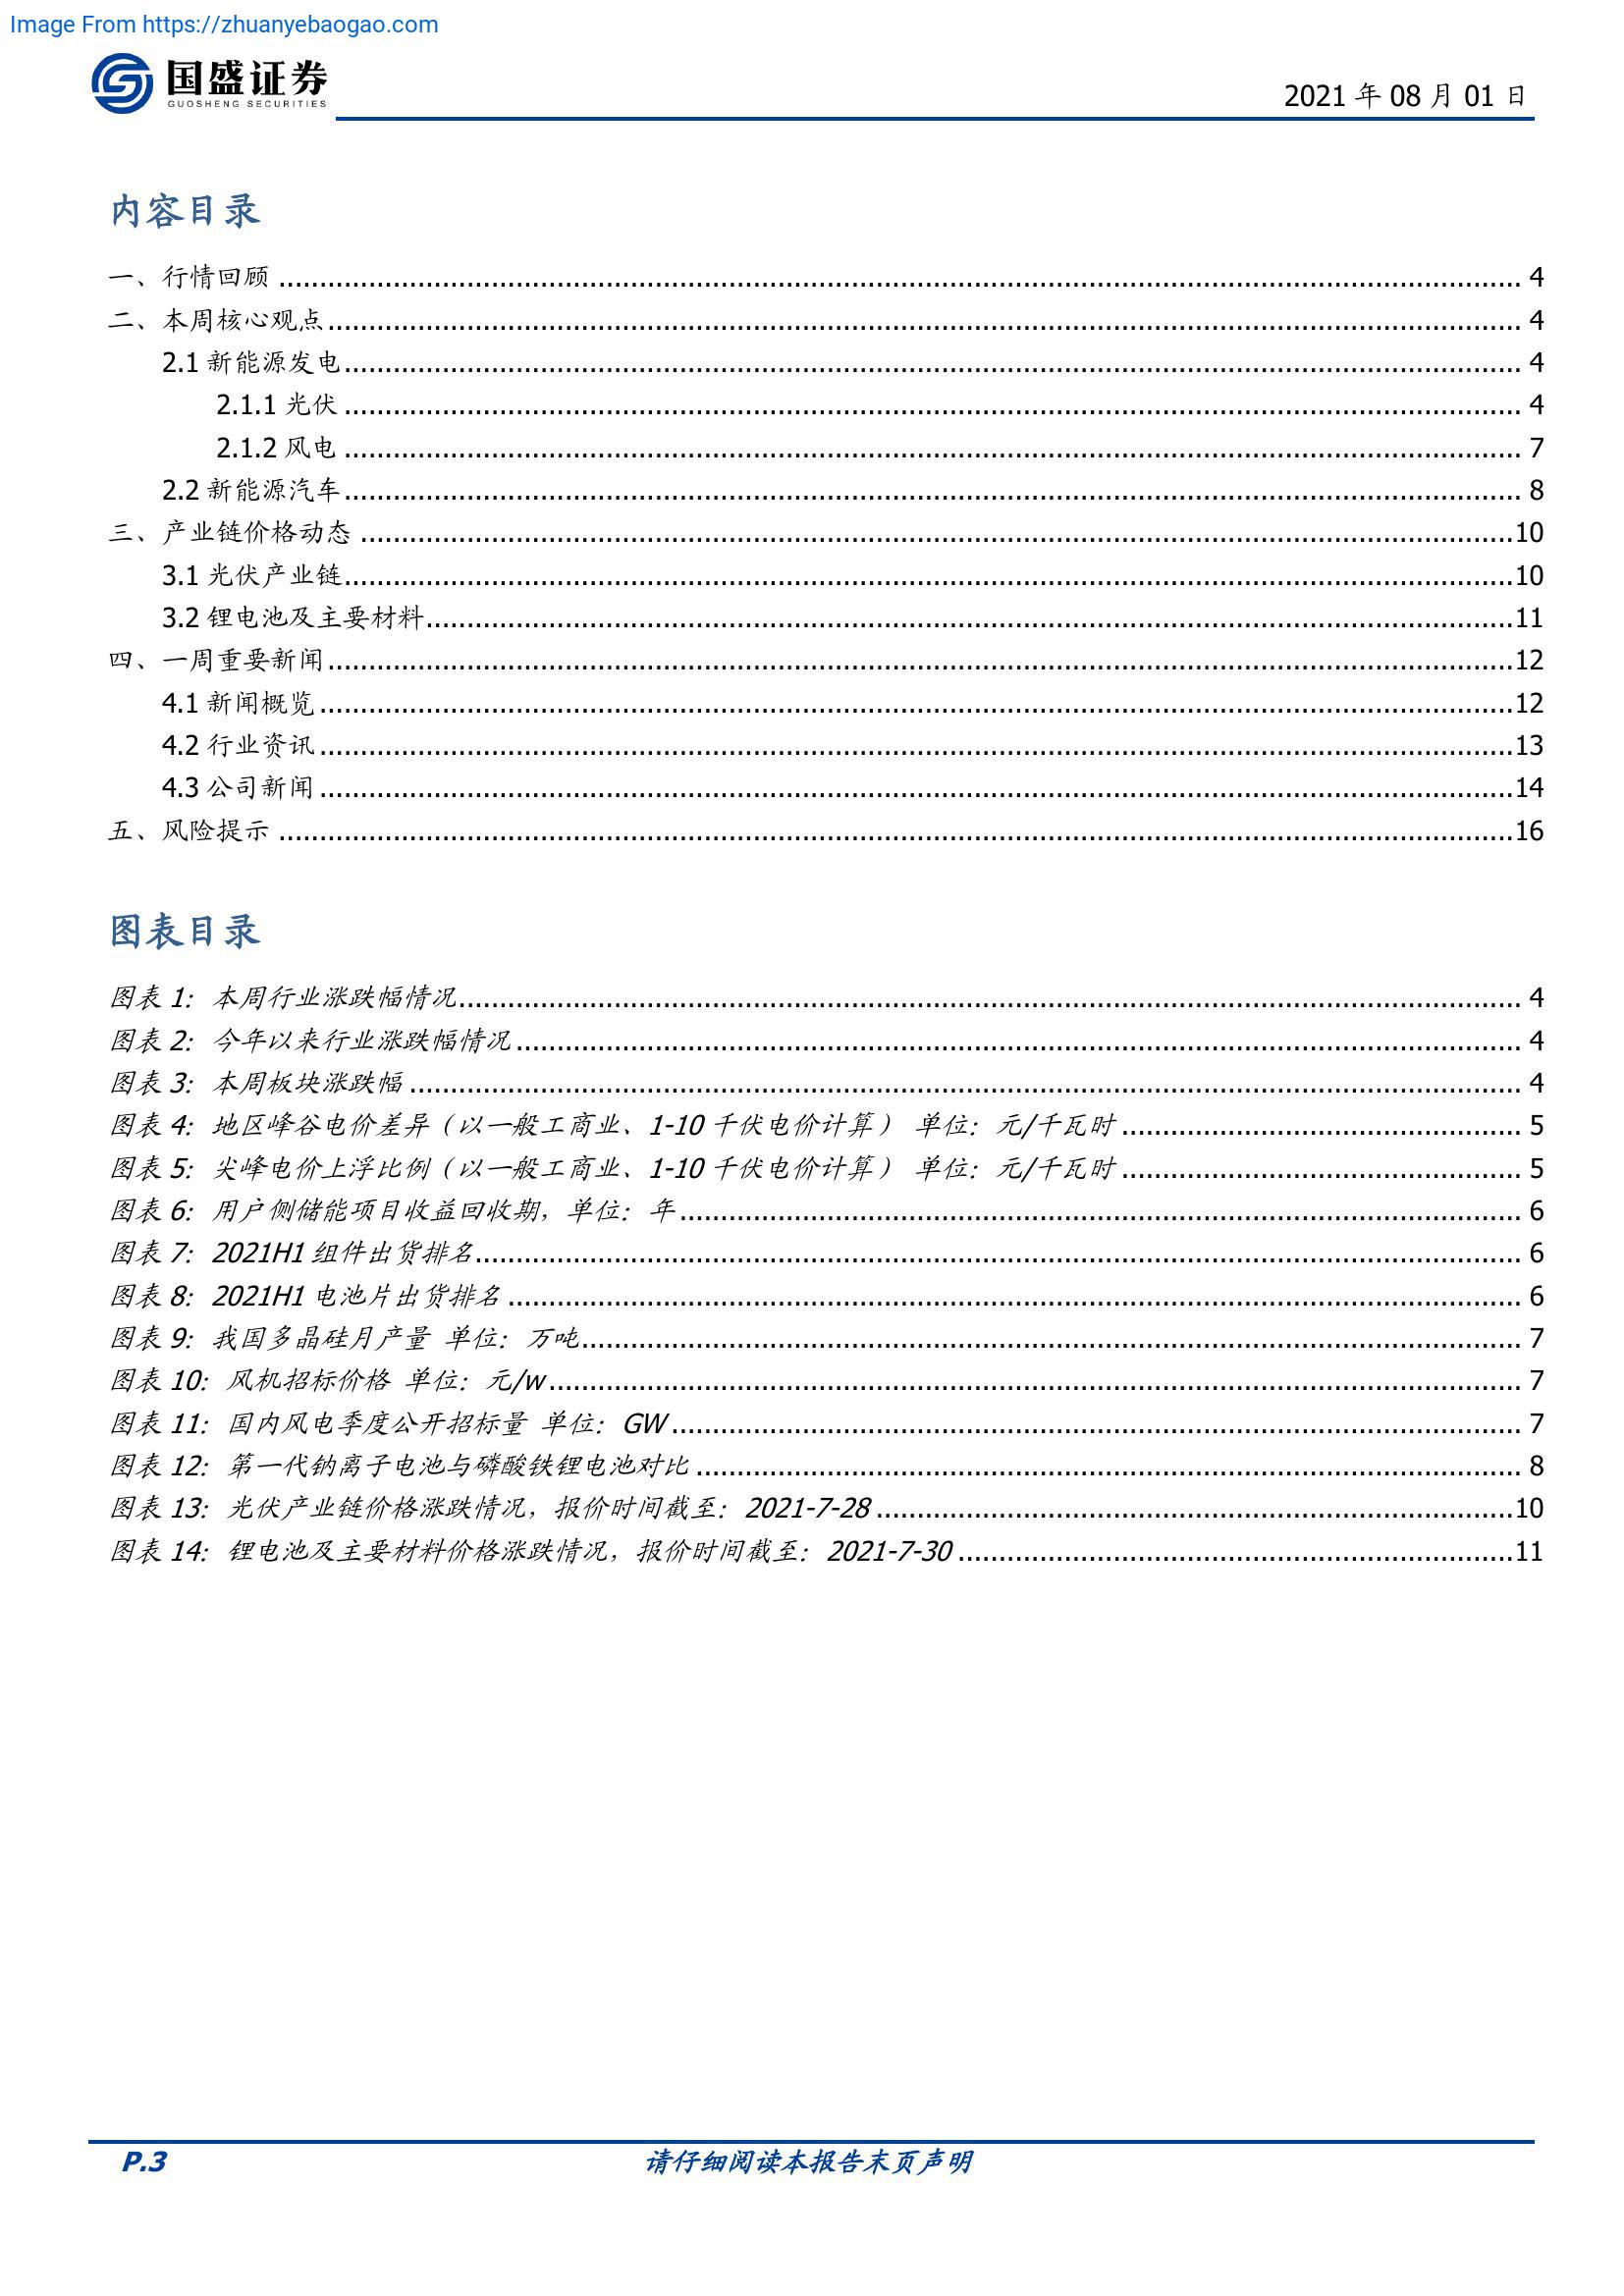 Image From https://zhuanyebaogao.com
国盛证券
GUOSHENG SECURITIES
2021 年 08 月 01 日
内容目录
一、行情回顾 ........ 4
二、本周核心观点 ........ 4
2.1 新能源发电 ........ 4
2.1.1 光伏 ........ 4
2.1.2 风电 ........ 7
2.2 新能源汽车 ........ 8
三、产业链价格动态 ........ 10
3.1 光伏产业链 ........ 10
3.2 锂电池及主要材料 ........ 11
四、一周重要新闻 ........ 12
4.1 新闻概览 ........ 12
4.2 行业资讯 ........ 13
4.3 公司新闻 ........ 14
五、风险提示 ........ 16
图表目录
图表 1：本周行业涨跌幅情况 ........ 4
图表 2：今年以来行业涨跌幅情况 ........ 4
图表 3：本周板块涨跌幅 ........ 4
图表 4：地区峰谷电价差异（以一般工商业、1-10 千伏电价计算） 单位：元/千瓦时 ........ 5
图表 5：尖峰电价上浮比例（以一般工商业、1-10 千伏电价计算） 单位：元/千瓦时 ........ 5
图表 6：用户侧储能项目收益回收期，单位：年 ........ 6
图表 7：2021H1 组件出货排名 ........ 6
图表 8：2021H1 电池片出货排名 ........ 6
图表 9：我国多晶硅月产量 单位：万吨 ........ 7
图表 10：风机招标价格 单位：元/w ........ 7
图表 11：国内风电季度公开招标量 单位：GW ........ 7
图表 12：第一代钠离子电池与磷酸铁锂电池对比 ........ 8
图表 13：光伏产业链价格涨跌情况，报价时间截至：2021-7-28 ........ 10
图表 14：锂电池及主要材料价格涨跌情况，报价时间截至：2021-7-30 ........ 11
P.3
请仔细阅读本报告末页声明